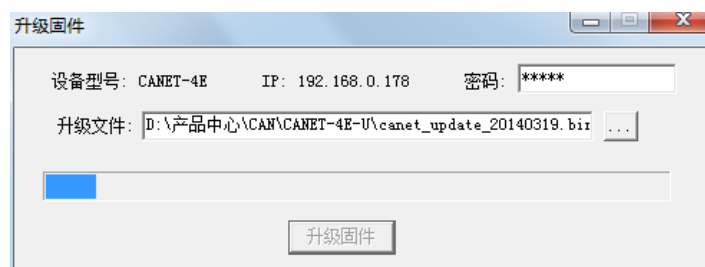 升级固件
设备型号: CANET-4E IP: 192.168.0.178 密码: *****
升级文件: D:\产品中心\CAN\CANET-4E-U\canet_update_20140319.bin ...
升级固件